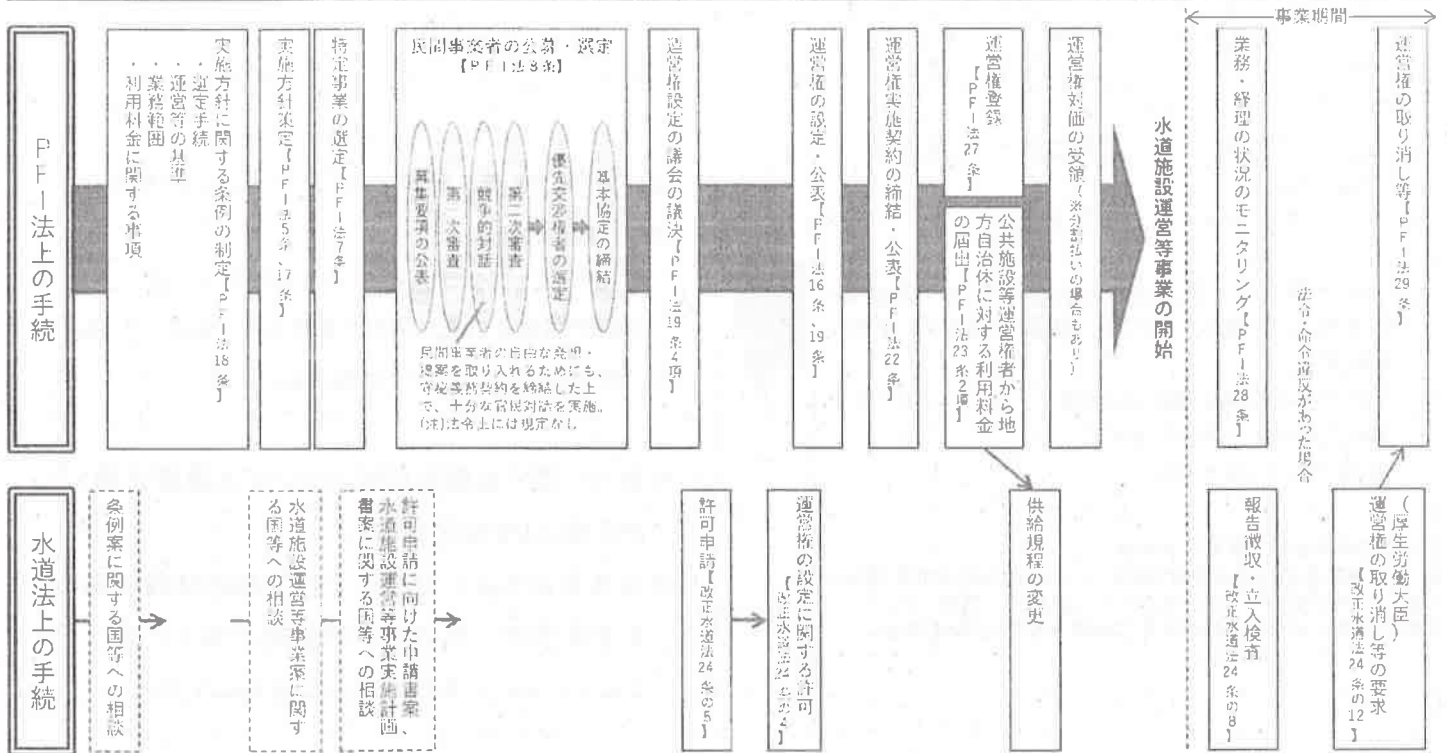 事業期間
PFI法上の手続
実施方針に関する条例の制定【PFI法18条】
・選定手続
・運営等の基準
・業務範囲
・利用料金に関する事項
実施方針策定【PFI法5条、17条】
特定事業の選定【PFI法7条】
民間事業者の公募・選定
【PFI法8条】
募集要項の公表
第一次審査
競争的対話
第二次審査
優先交渉権者の選定
基本協定の締結
民間事業者の自由な発想・
提案を取り入れるためにも、
守秘義務契約を締結した上
で、十分な官民対話を実施。
(注)法令上には規定なし
運営権設定の議会の議決【PFI法19条4項】
運営権の設定・公表【PFI法16条、19条】
運営権実施契約の締結・公表【PFI法22条】
運営権登録
【PFI法27条】
公共施設等運営権者から地
方自治体に対する利用料金
の届出【PFI法23条2項】
運営権対価の受領(※分割払いの場合もあり)
水道施設運営等事業の開始
業務・経理の状況のモニタリング【PFI法28条】
法令・命令違反があった場合
運営権の取り消し等【PFI法29条】
水道法上の手続
条例案に関する国等への相談
水道施設運営等事業案に関す
る国等への相談
許可申請に向けた申請書案、
水道施設運営等事業実施計画
書案に関する国等への相談
許可申請【改正水道法24条の5】
運営権の設定に関する許可
【改正水道法24条の4】
供給規程の変更
報告徴収・立入検査
【改正水道法24条の8】
(厚生労働大臣)
運営権の取り消し等の要求
【改正水道法24条の12】